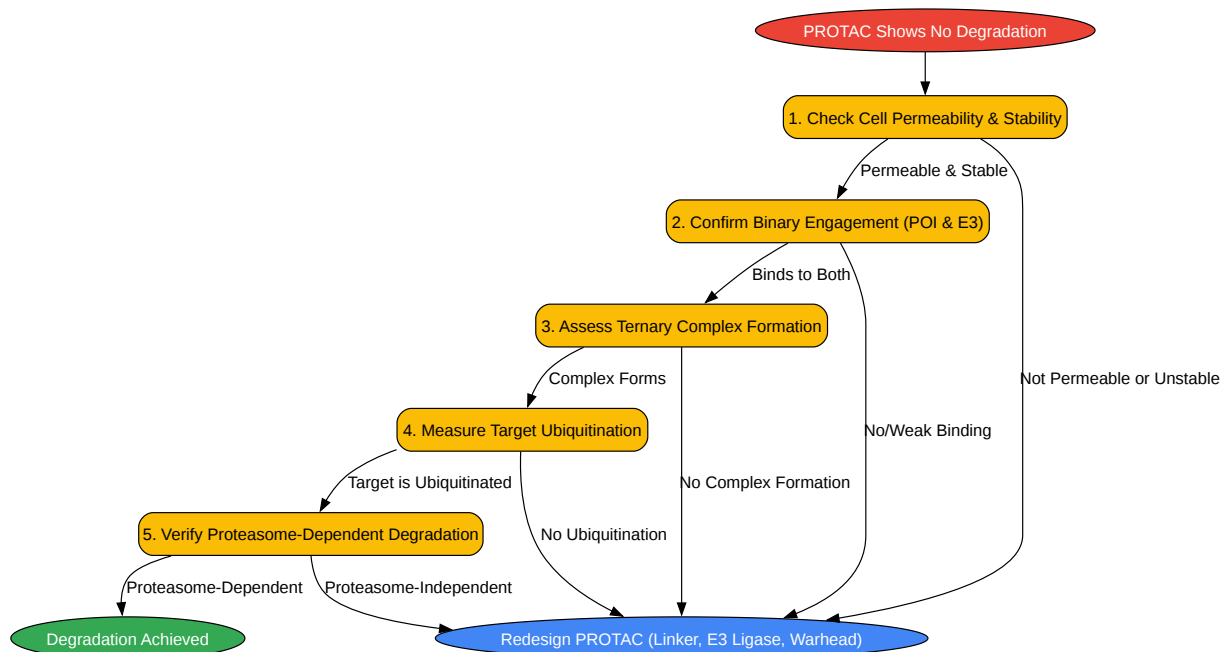 PROTAC Shows No Degradation
1. Check Cell Permeability & Stability
Permeable & Stable
2. Confirm Binary Engagement (POI & E3)
Binds to Both
3. Assess Ternary Complex Formation
Complex Forms
Not Permeable or Unstable
4. Measure Target Ubiquitination
No/Weak Binding
Target is Ubiquitinated
No Complex Formation
5. Verify Proteasome-Dependent Degradation
No Ubiquitination
Proteasome-Dependent
Proteasome-Independent
Degradation Achieved
Redesign PROTAC (Linker, E3 Ligase, Warhead)